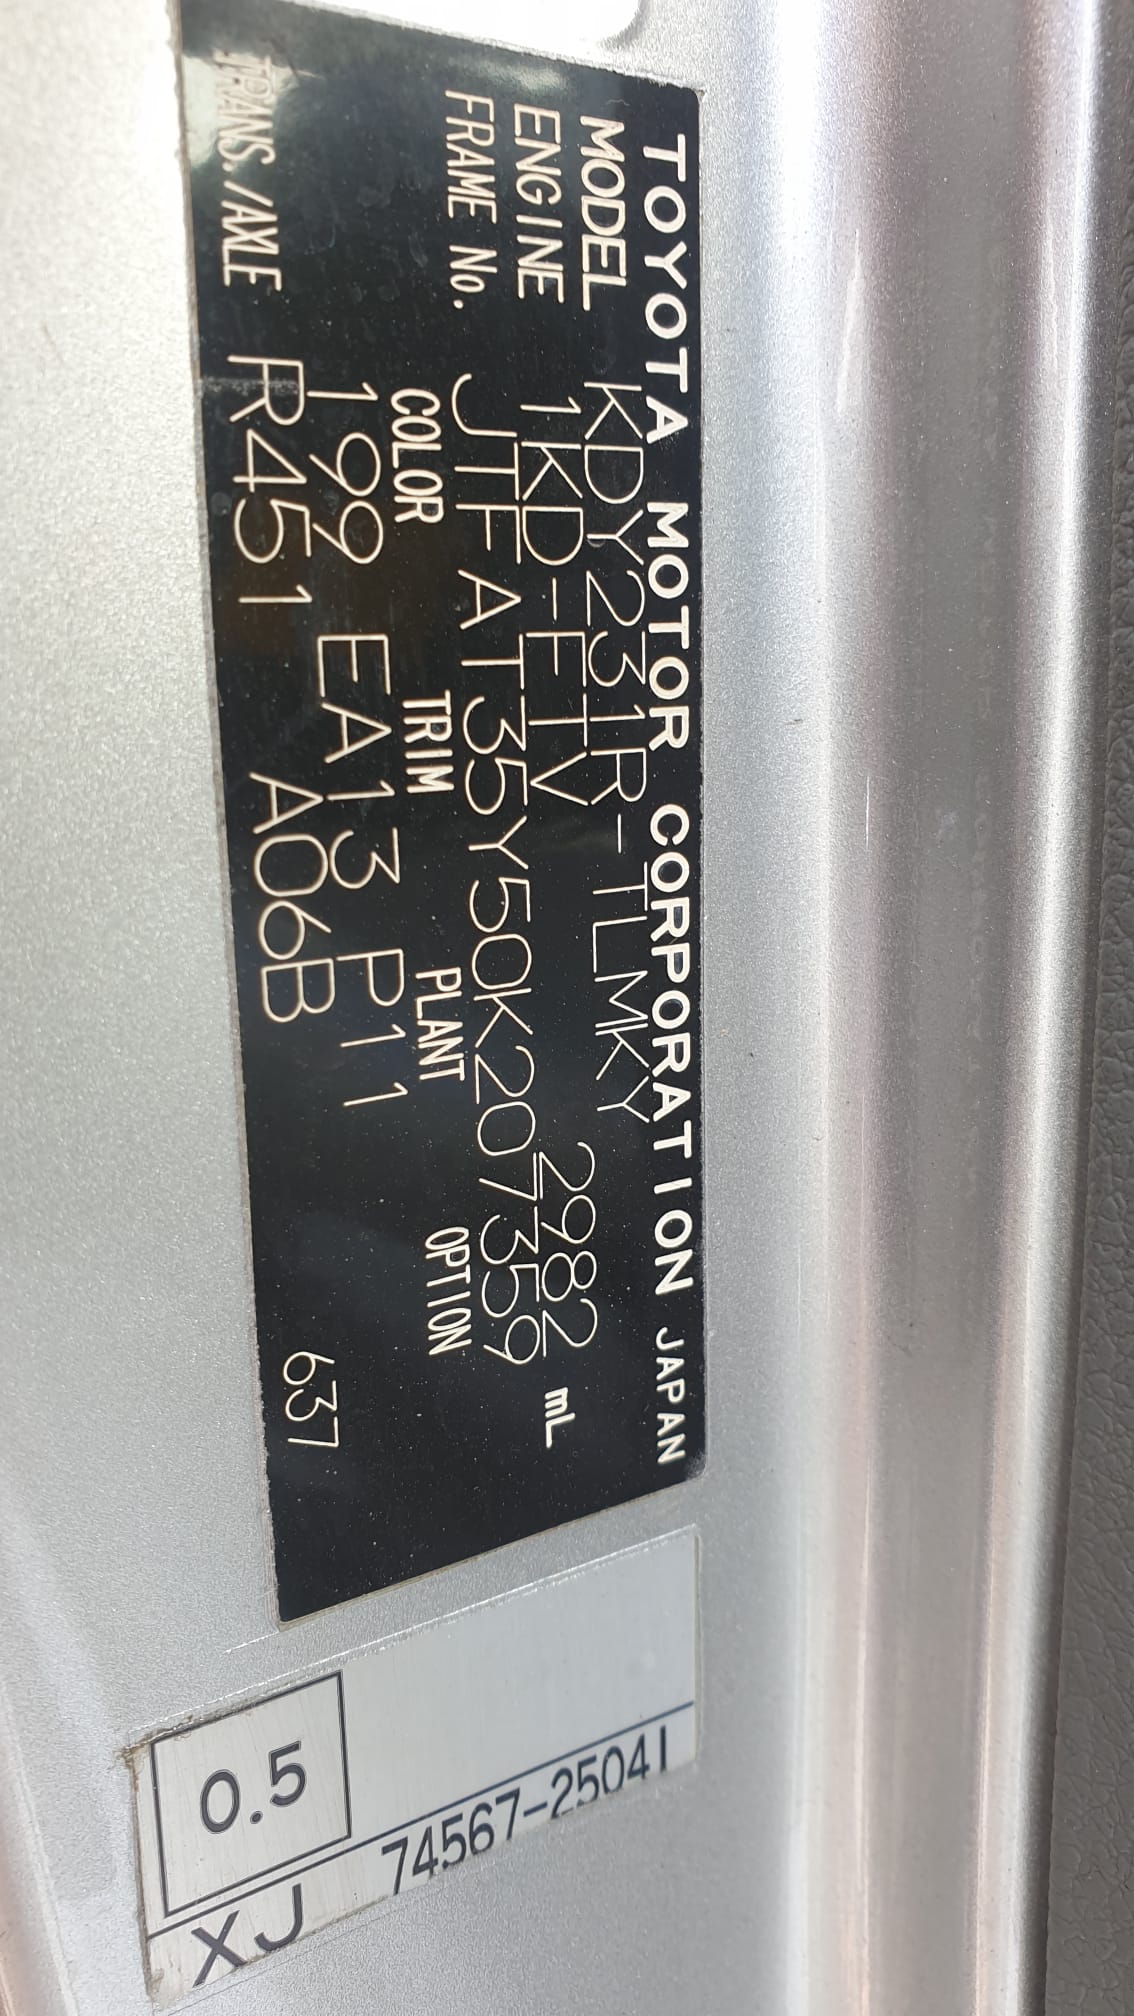 TOYOTA MOTOR CORPORATION JAPAN
MODEL KDY231R-TLMKY
ENGINE 1KD-FTV 2982 mL
FRAME No. JTFAT35Y50K207359
COLOR TRIM PLANT OPTION
199 EA13 P11
TRANS./AXLE R451 A06B 637
74567-25041
0.5
XJ